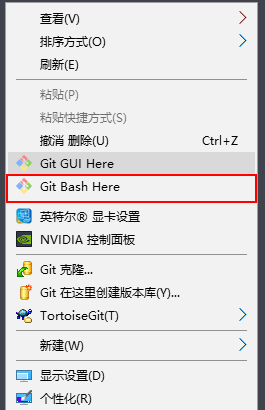 查看(V)
排序方式(O)
刷新(E)
粘贴(P)
粘贴快捷方式(S)
撤消 删除(U) Ctrl+Z
Git GUI Here
Git Bash Here
英特尔® 显卡设置
NVIDIA 控制面板
Git 克隆...
Git 在这里创建版本库(Y)...
TortoiseGit(T)
新建(W)
显示设置(D)
个性化(R)